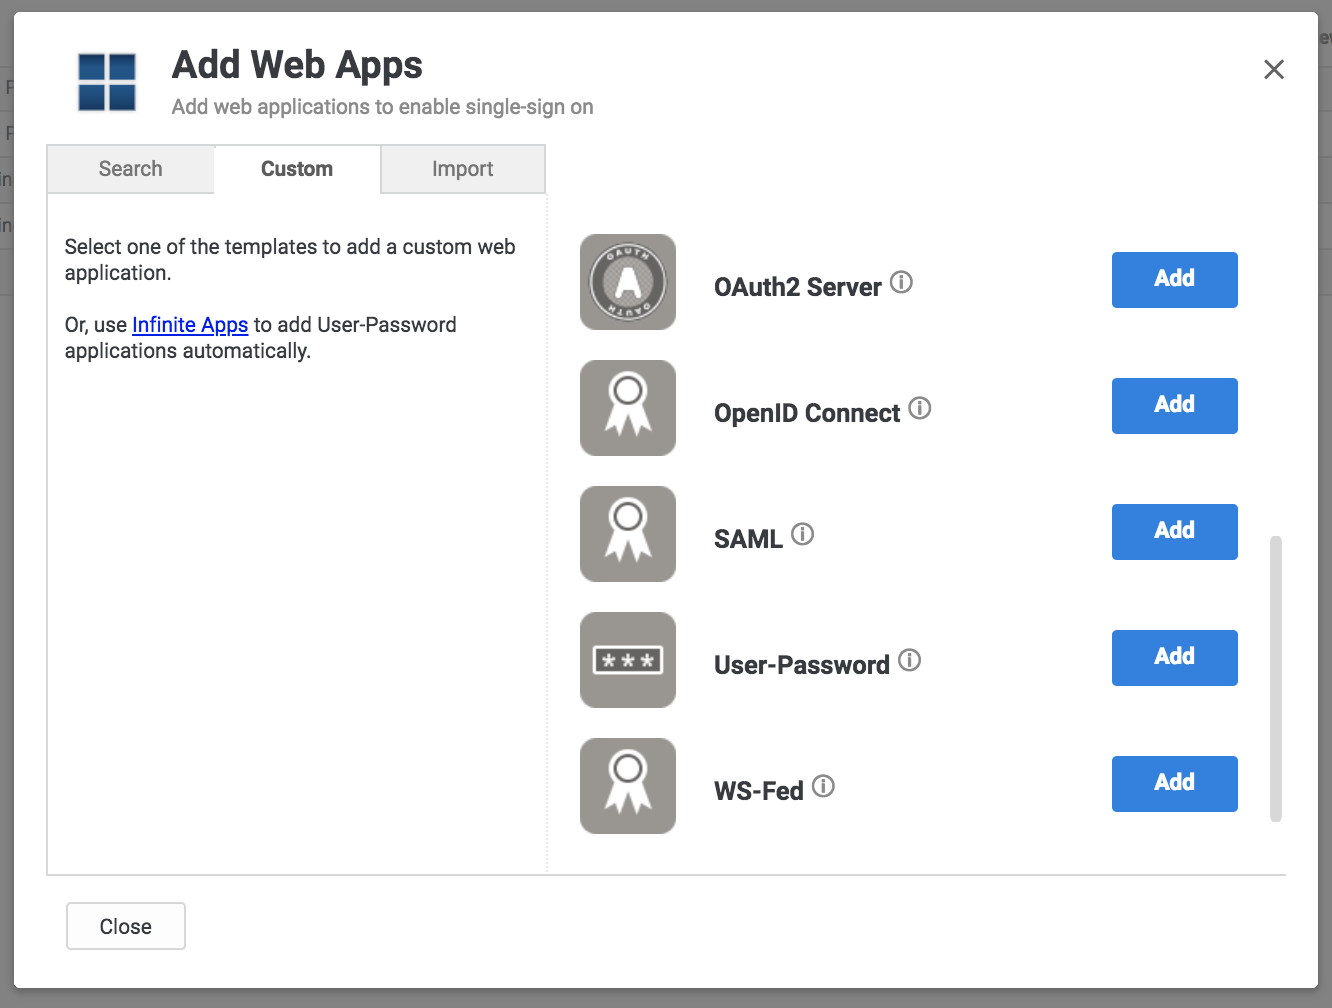 Add Web Apps
Add web applications to enable single-sign on
Search
Custom
Import
Select one of the templates to add a custom web
application.
Or, use Infinite Apps to add User-Password
applications automatically.
OAUTH
OAUTH
OAuth2 Server
Add
OpenID Connect
Add
SAML
Add
***
User-Password
Add
WS-Fed
Add
Close